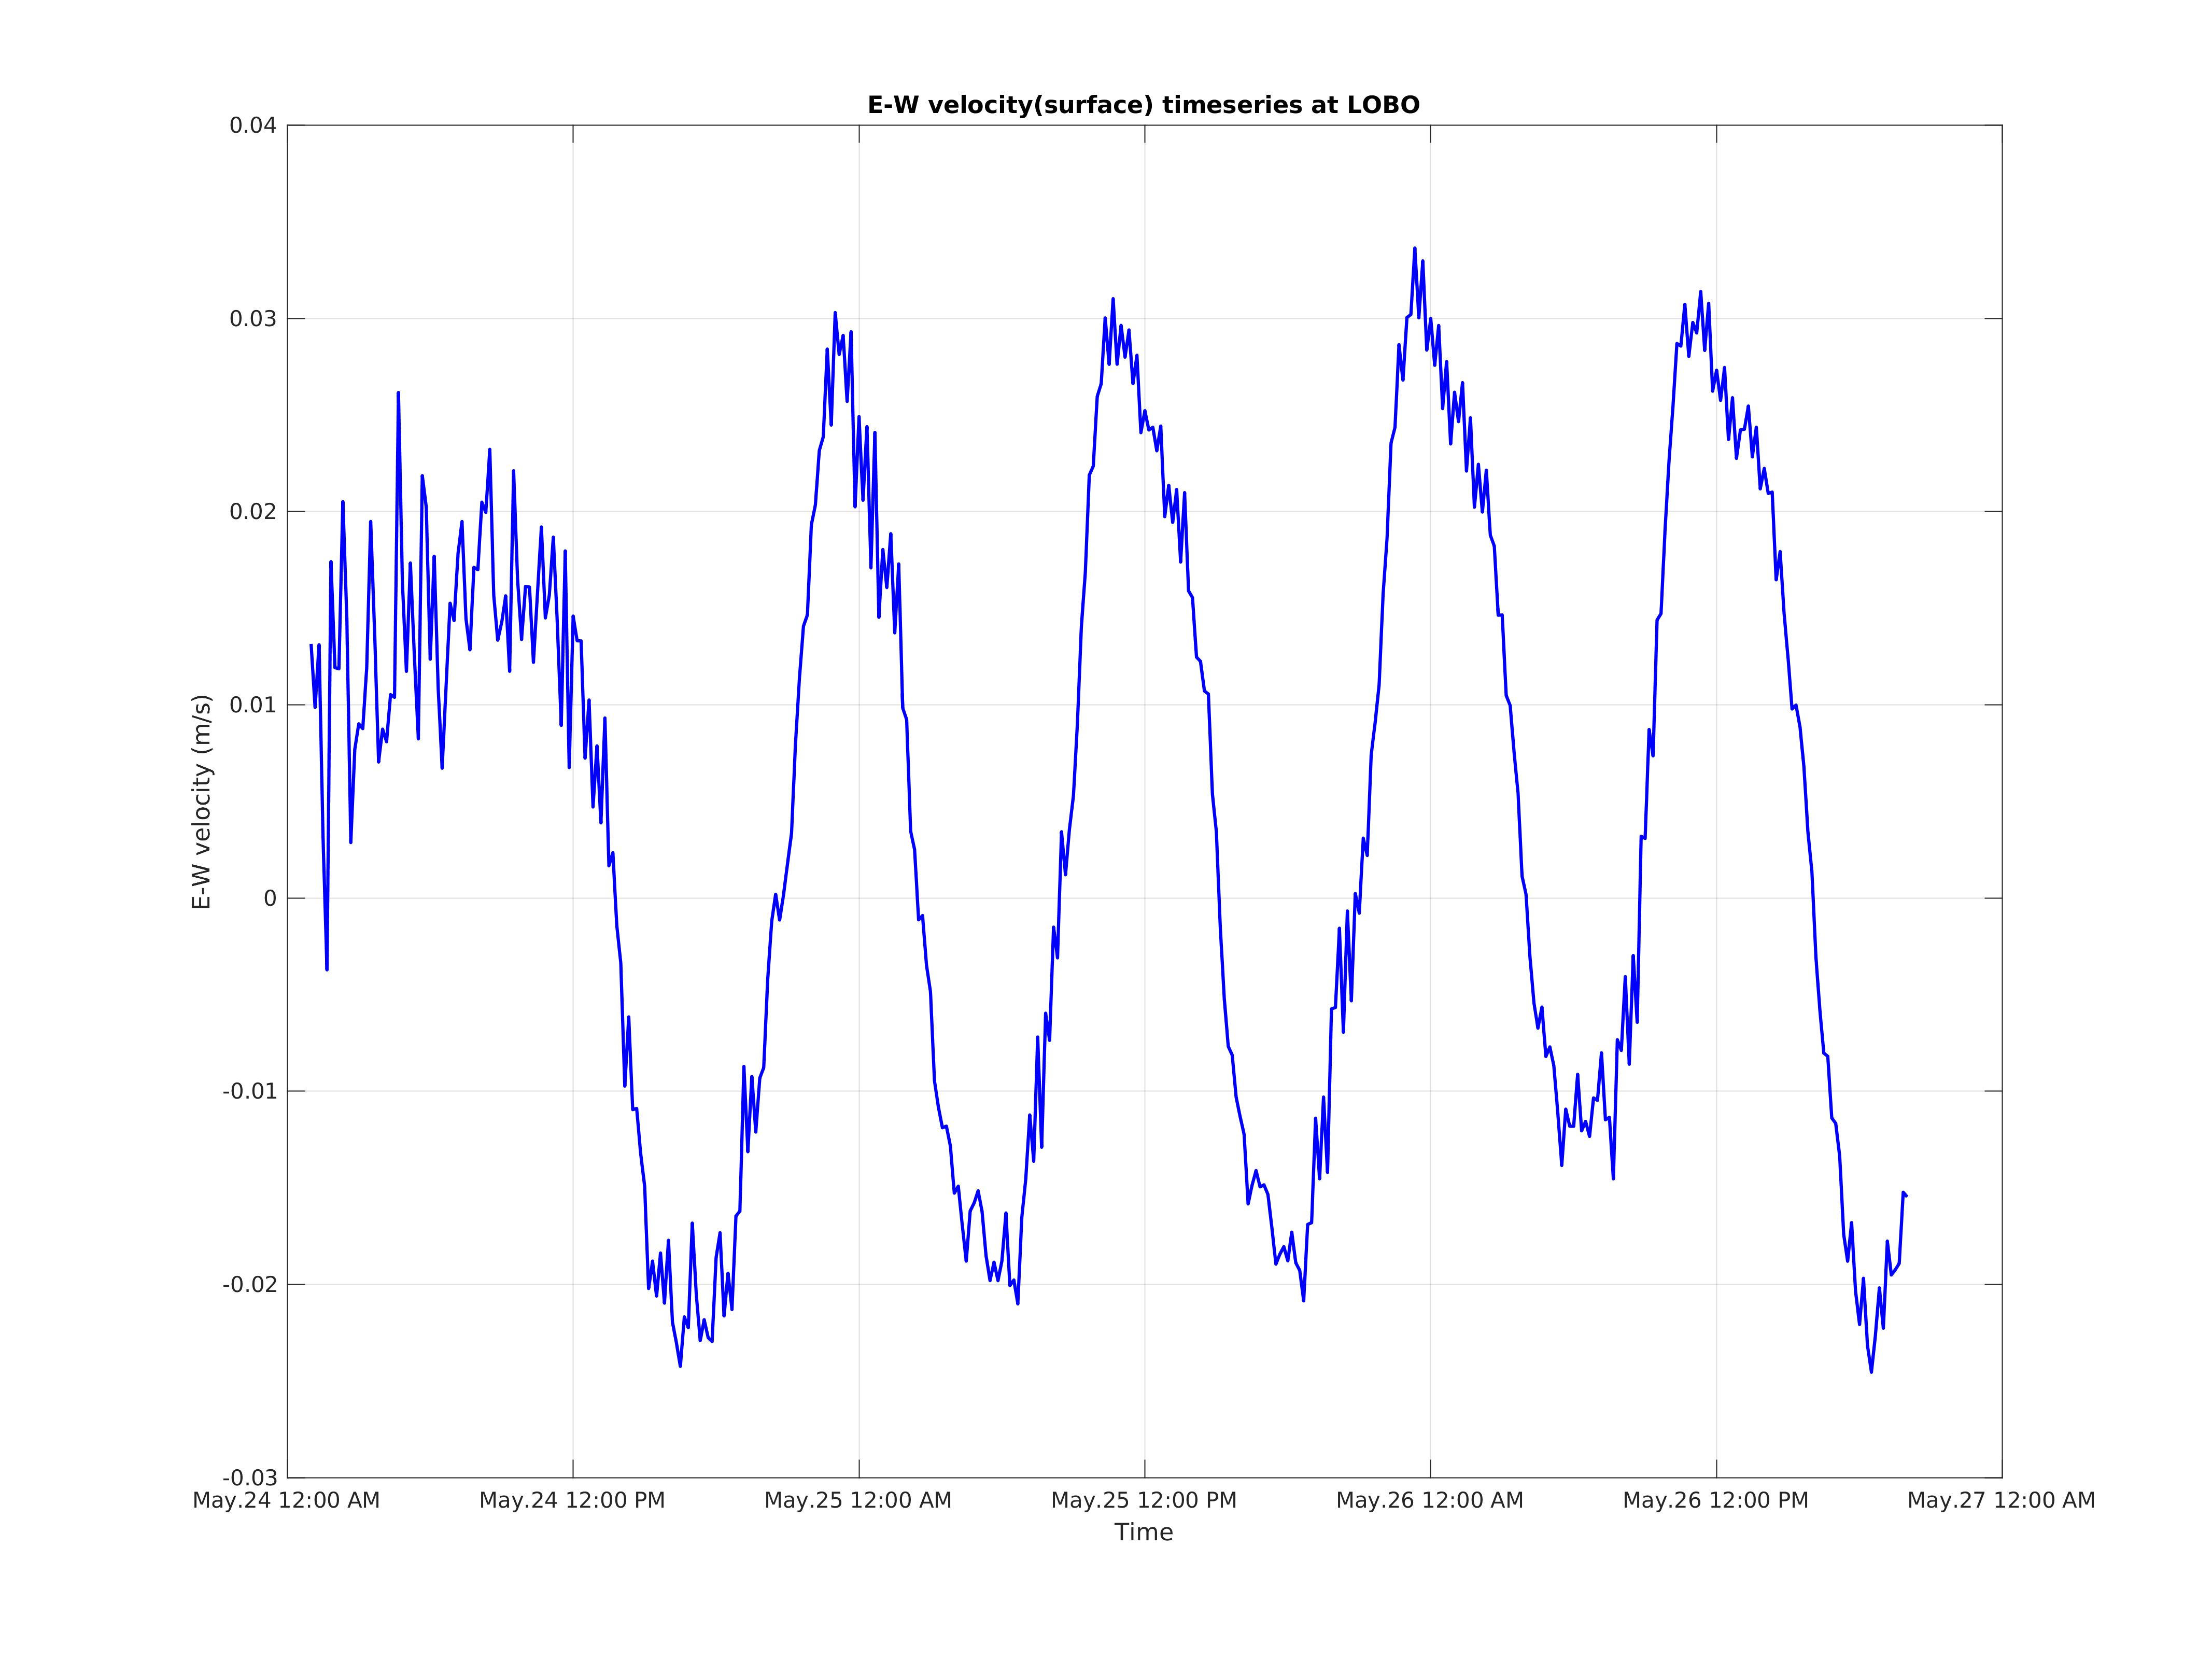 E-W velocity(surface) timeseries at LOBO
0.04
0.03
0.02
0.01
0
-0.01
-0.02
-0.03
E-W velocity (m/s)
May.24 12:00 AM May.24 12:00 PM May.25 12:00 AM May.25 12:00 PM May.26 12:00 AM May.26 12:00 PM May.27 12:00 AM
Time